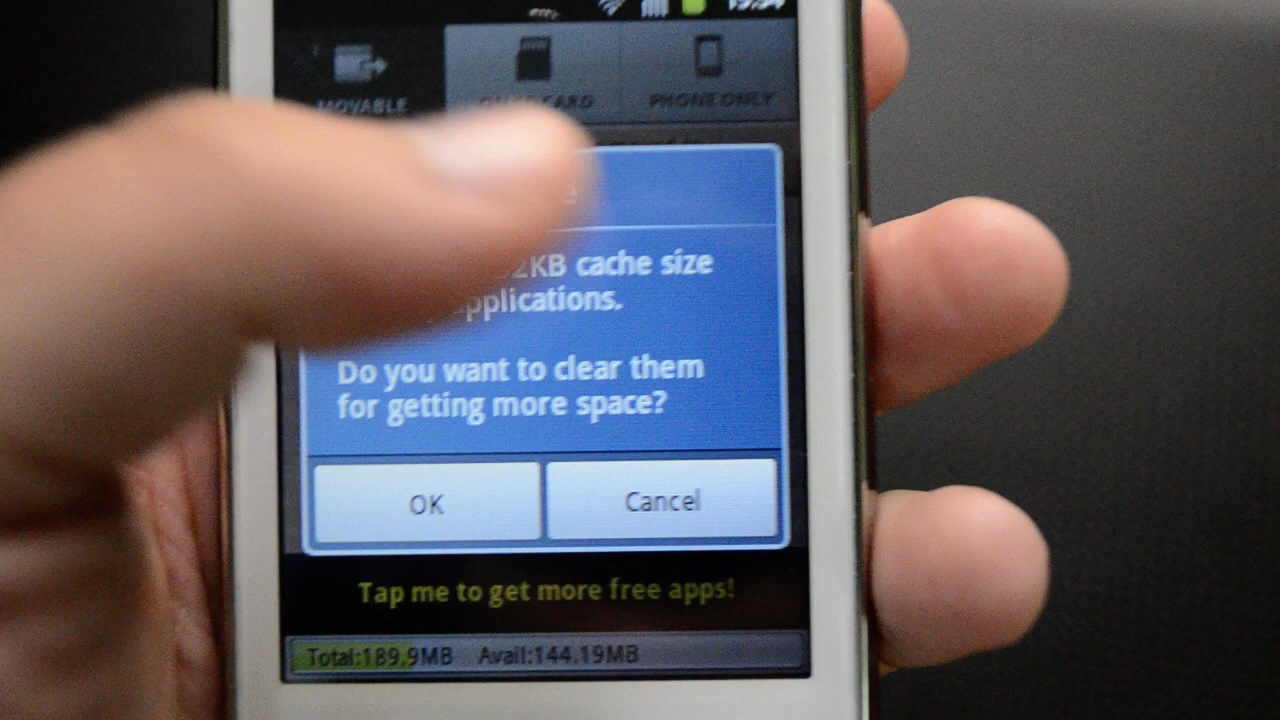 MOVABLE CARD PHONE ONLY
2KB cache size
applications.
Do you want to clear them
for getting more space?
OK Cancel
Tap me to get more free apps!
Total:189.9MB Avail:144.19MB